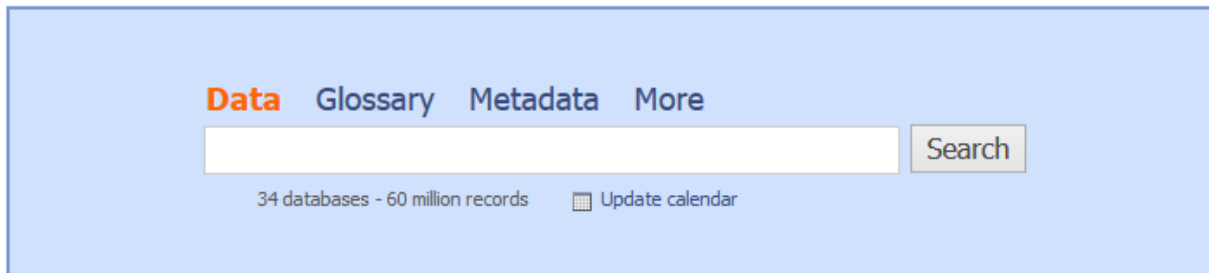 Data Glossary Metadata More
Search
34 databases - 60 million records Update calendar